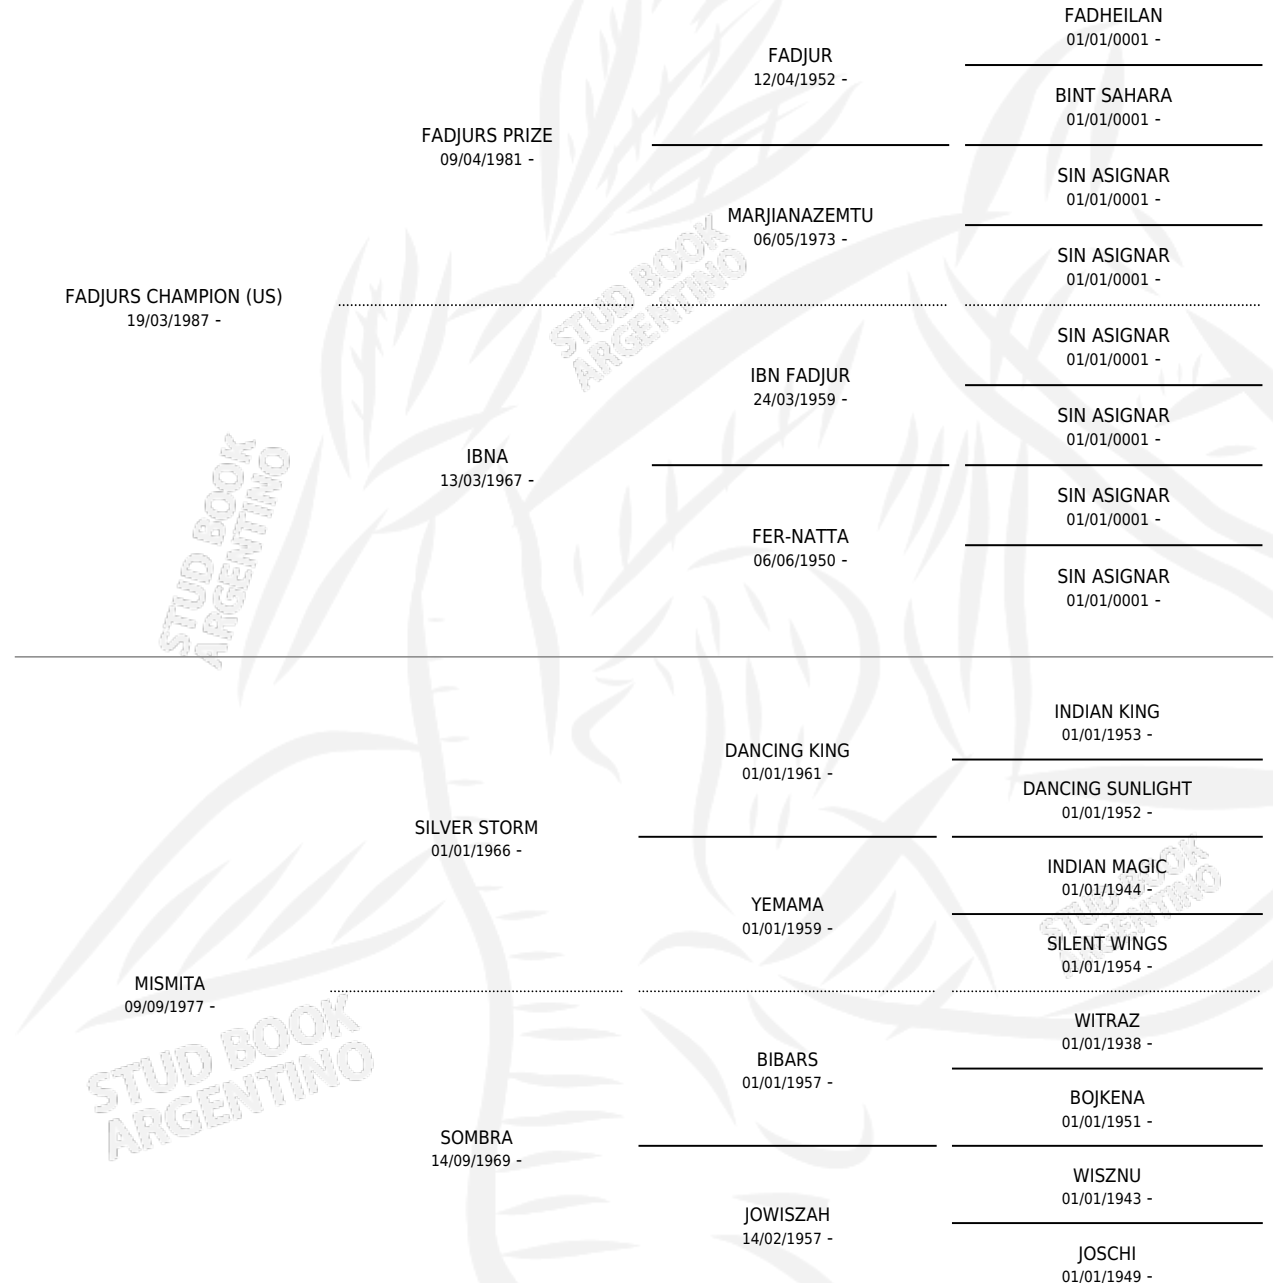 FADHEILAN
01/01/0001 -
FADJUR
12/04/1952 -
BINT SAHARA
01/01/0001 -
FADJURS PRIZE
09/04/1981 -
SIN ASIGNAR
01/01/0001 -
MARJIANAZEMTU
06/05/1973 -
SIN ASIGNAR
01/01/0001 -
FADJURS CHAMPION (US)
19/03/1987 -
STUD BOOK
ARGENTINO
SIN ASIGNAR
01/01/0001 -
IBN FADJUR
24/03/1959 -
SIN ASIGNAR
01/01/0001 -
IBNA
13/03/1967 -
SIN ASIGNAR
01/01/0001 -
FER-NATTA
06/06/1950 -
SIN ASIGNAR
01/01/0001 -
STUD BOOK
ARGENTINO
INDIAN KING
01/01/1953 -
DANCING KING
01/01/1961 -
DANCING SUNLIGHT
01/01/1952 -
SILVER STORM
01/01/1966 -
INDIAN MAGIC
01/01/1944 -
YEMAMA
01/01/1959 -
SILENT WINGS
01/01/1954 -
STUD BOOK
ARGENTINO
MISMITA
09/09/1977 -
WITRAZ
01/01/1938 -
BIBARS
01/01/1957 -
BOJKENA
01/01/1951 -
STUD BOOK
ARGENTINO
SOMBRA
14/09/1969 -
WISZNU
01/01/1943 -
JOWISZAH
14/02/1957 -
JOSCHI
01/01/1949 -